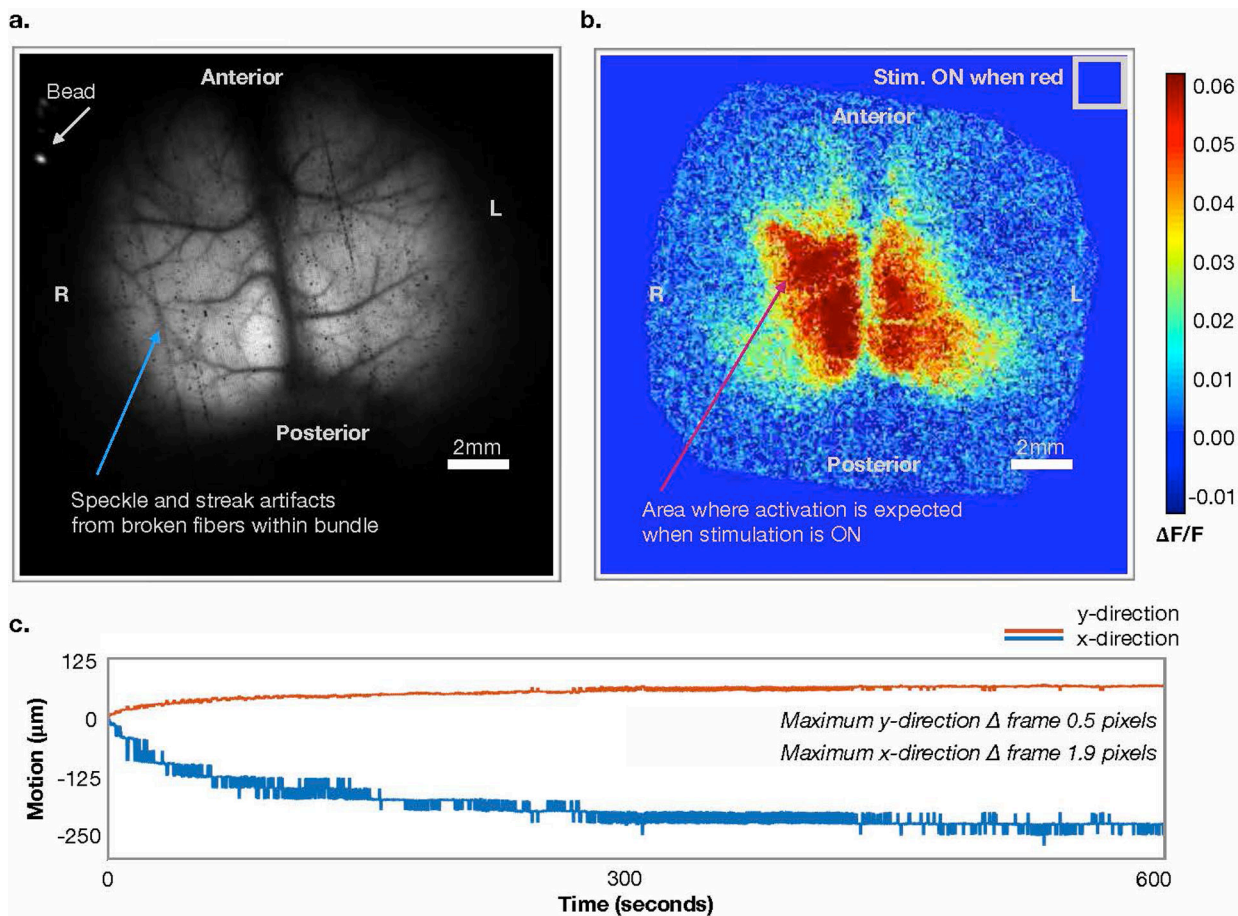 a.
Bead
Anterior
L
R
Posterior
2mm
Speckle and streak artifacts
from broken fibers within bundle
b.
Stim. ON when red
Anterior
R
L
2mm
Posterior
Area where activation is expected
when stimulation is ON
0.06
0.05
0.04
0.03
0.02
0.01
0.00
-0.01
ΔF/F
c.
y-direction
x-direction
125
0
-125
-250
Motion (µm)
Maximum y-direction Δ frame 0.5 pixels
Maximum x-direction Δ frame 1.9 pixels
0
300
600
Time (seconds)